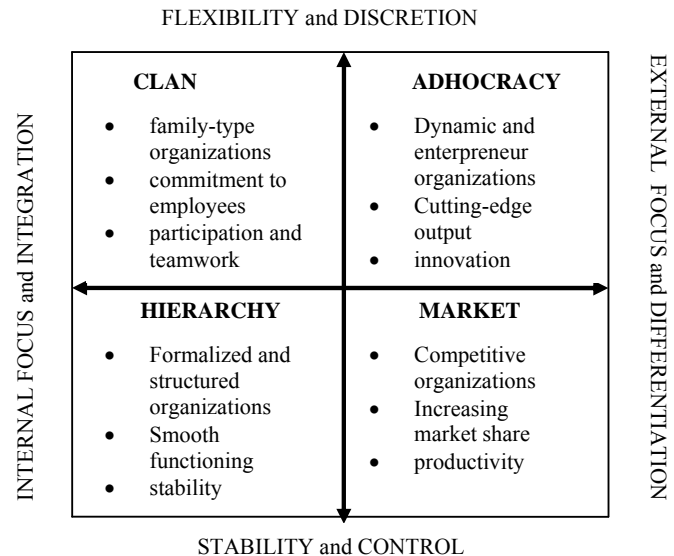 FLEXIBILITY and DISCRETION
INTERNAL FOCUS and INTEGRATION
CLAN
family-type
organizations
commitment to
employees
participation and
teamwork
ADHOCRACY
Dynamic and
enterpreneur
organizations
Cutting-edge
output
innovation
EXTERNAL FOCUS and DIFFERENTIATION
HIERARCHY
Formalized and
structured
organizations
Smooth
functioning
stability
MARKET
Competitive
organizations
Increasing
market share
productivity
STABILITY and CONTROL